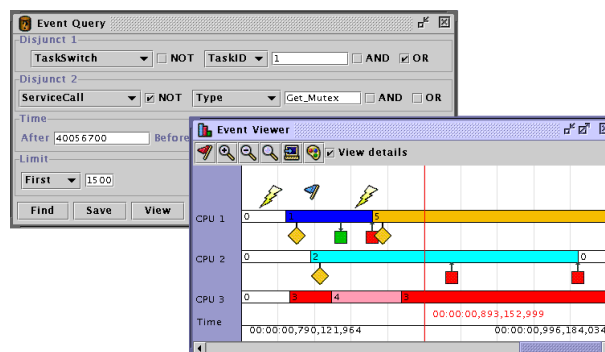 Event Query
Disjunct 1
TaskSwitch NOT TaskID 1 AND OR
Disjunct 2
ServiceCall NOT Type Get_Mutex AND OR
Time
After 40056700 Before
Limit
First 1500
Find Save View
Event Viewer
View details
CPU 1 0 5
CPU 2 0 2 0
CPU 3 0 3 4 3
00:00:00,893,152,999
Time
00:00:00,790,121,964 00:00:00,996,184,034